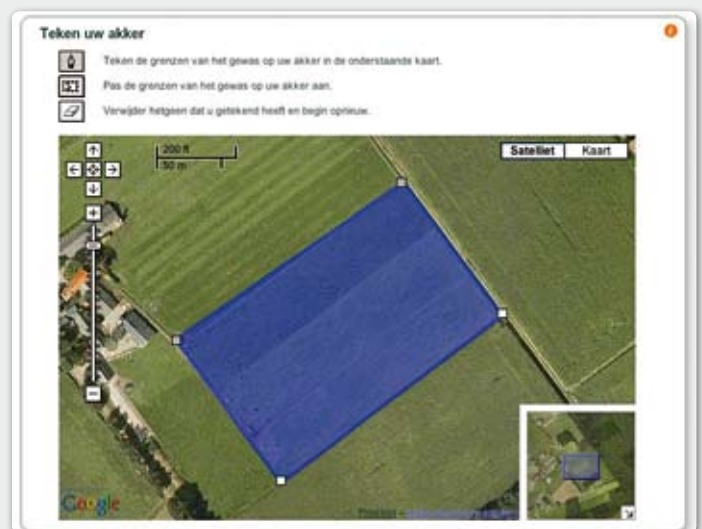 Teken uw akker
Teken de grenzen van het gewas op uw akker in de onderstaande kaart.
Pas de grenzen van het gewas op uw akker aan.
Verwijder hetgeen dat u getekend heeft en begin opnieuw.
200 ft
50 m
Satelliet
Kaart
Google